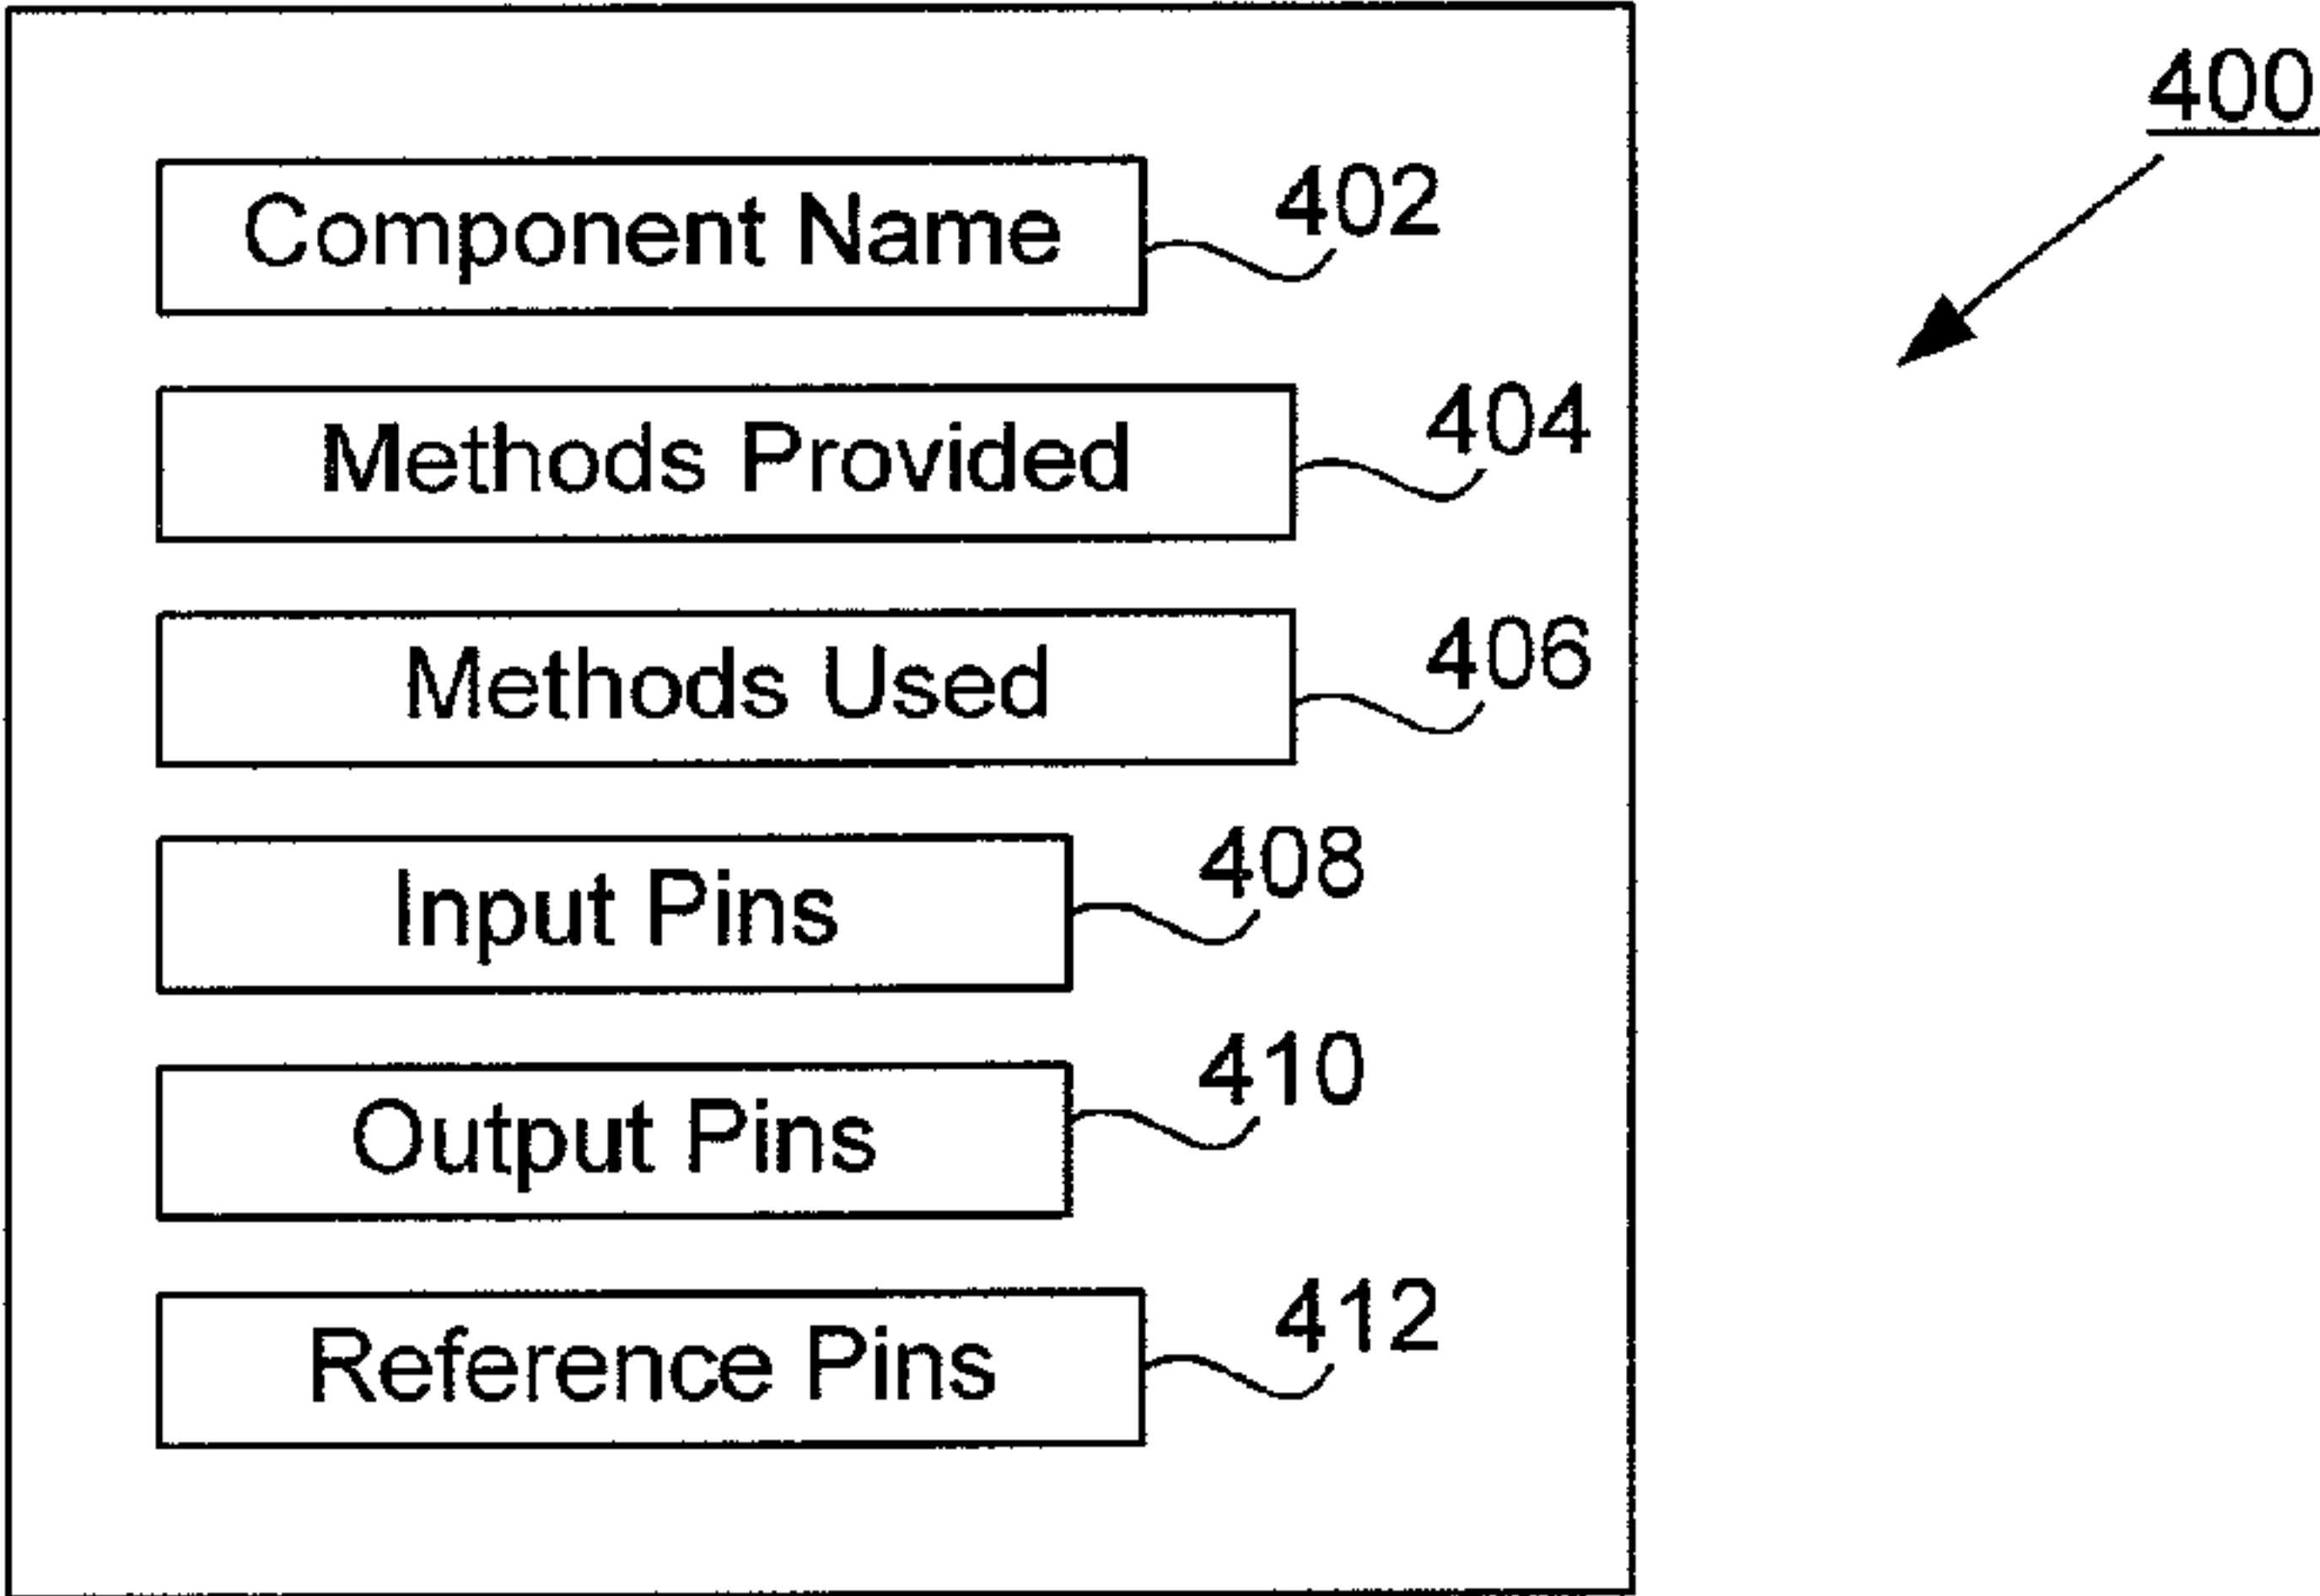 400
Component Name 402
Methods Provided 404
Methods Used 406
Input Pins 408
Output Pins 410
Reference Pins 412